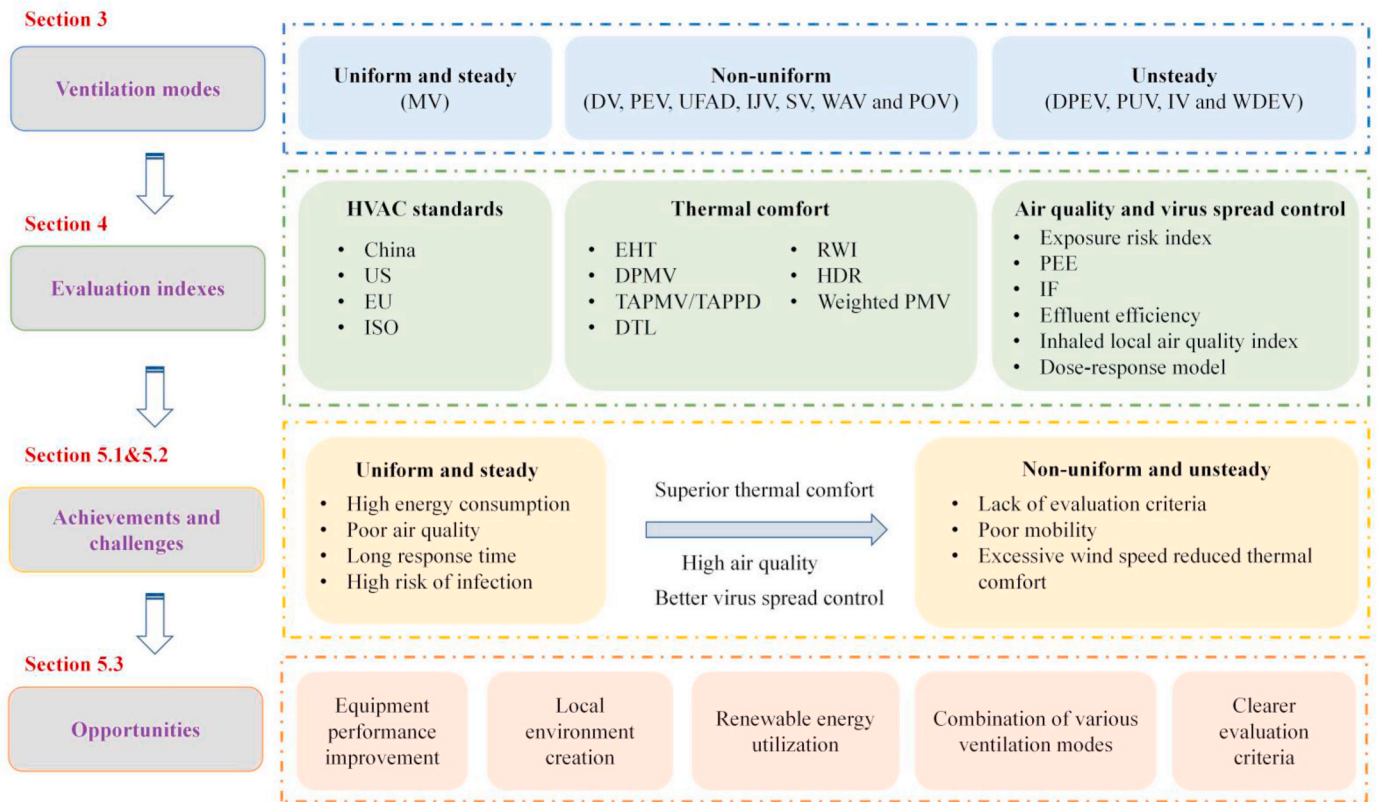 Section 3
Ventilation modes
Uniform and steady
(MV)
Non-uniform
(DV, PEV, UFAD, IJV, SV, WAV and POV)
Unsteady
(DPEV, PUV, IV and WDEV)
Section 4
Evaluation indexes
HVAC standards
• China
• US
• EU
• ISO
Thermal comfort
• EHT
• DPMV
• TAPMV/TAPPD
• DTL
• RWI
• HDR
• Weighted PMV
Air quality and virus spread control
• Exposure risk index
• PEE
• IF
• Effluent efficiency
• Inhaled local air quality index
• Dose-response model
Section 5.1&5.2
Achievements and
challenges
Uniform and steady
• High energy consumption
• Poor air quality
• Long response time
• High risk of infection
Superior thermal comfort
High air quality
Better virus spread control
Non-uniform and unsteady
• Lack of evaluation criteria
• Poor mobility
• Excessive wind speed reduced thermal
comfort
Section 5.3
Opportunities
Equipment
performance
improvement
Local
environment
creation
Renewable energy
utilization
Combination of various
ventilation modes
Clearer
evaluation
criteria